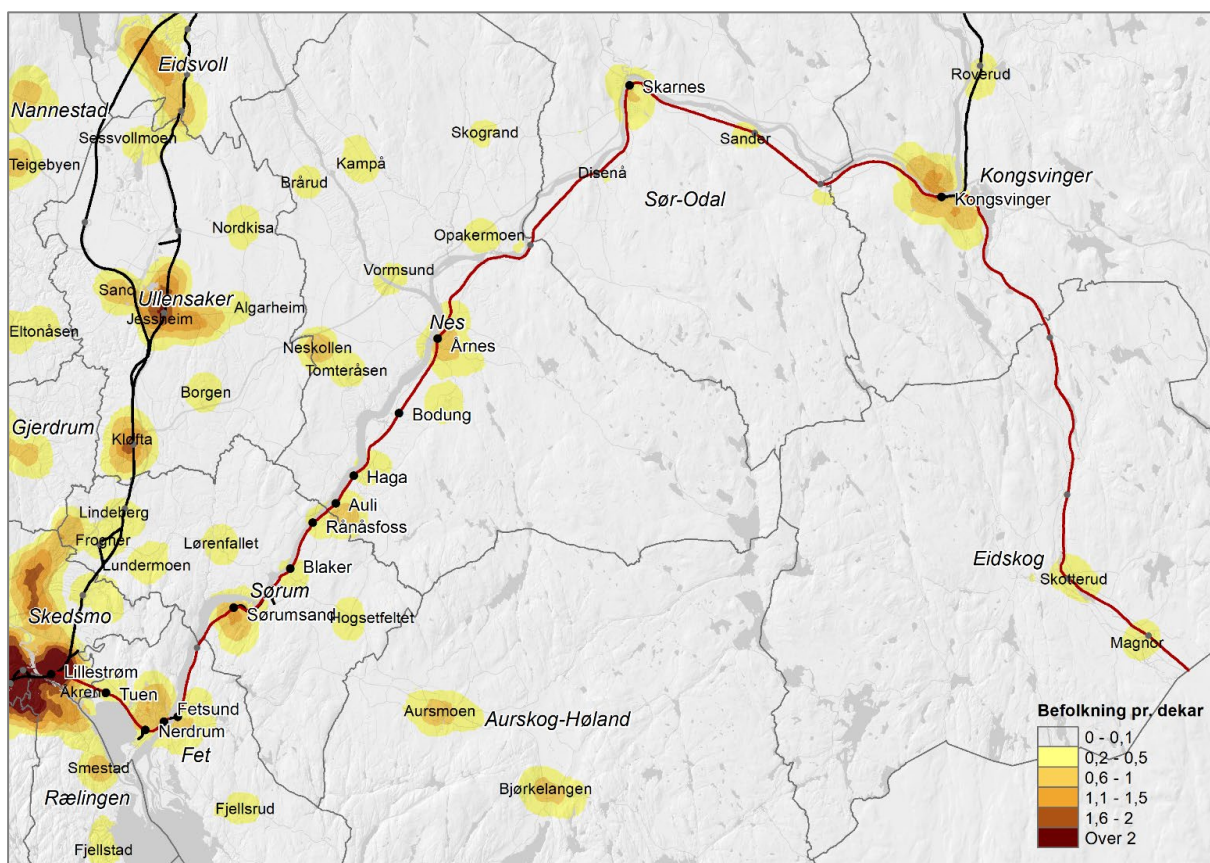 Eidsvoll
Roverud
Skarnes
Nannestad
Sessvollmoen
Skogrand
Sander
Teigebyen
Kampå
Brårud
Disenå
Kongsvinger
Sør-Odal
Kongsvinger
Nordkisa
Opakermoen
Vormsund
Sand
Ullensaker
Algarheim
Jessheim
Nes
Eltonåsen
Årnes
Neskollen
Tomteråsen
Borgen
Bodung
Gjerdrum
Kløfta
Haga
Auli
Lindeberg
Rånåsfoss
Frogner
Lørenfallet
Lundermoen
Blaker
Eidskog
Skotterud
Sørum
Skedsmo
Sørumsand
Hogsetfeltet
Magnor
Lillestrøm
Åkrene
Tuen
Fetsund
Aursmoen
Aurskog-Høland
Nerdrum
Fet
Smestad
Rælingen
Bjørkelangen
Fjellsrud
Fjellstad
Befolkning pr. dekar
0 - 0,1
0,2 - 0,5
0,6 - 1
1,1 - 1,5
1,6 - 2
Over 2